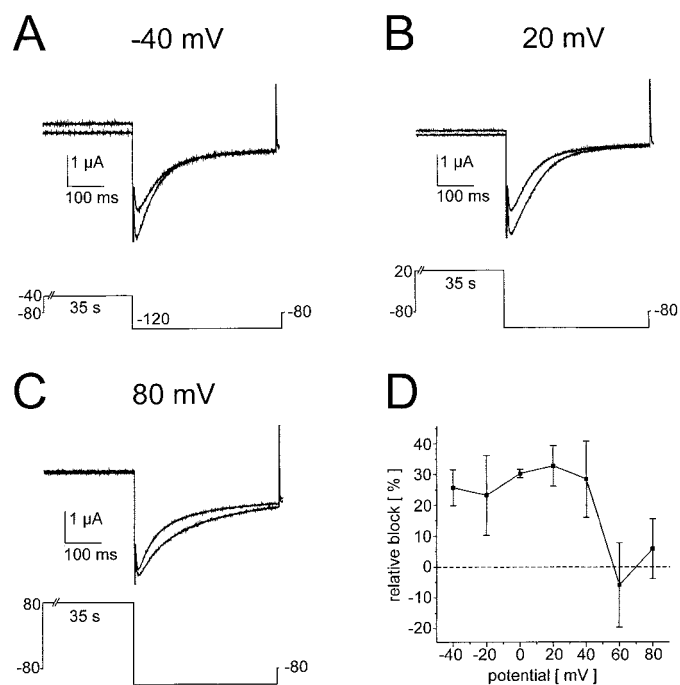 A
-40 mV
B
20 mV
1 µA
100 ms
1 µA
100 ms
-40
-80
35 s
-120
-80
20
-80
35 s
-80
C
80 mV
D
1 µA
100 ms
80
-80
35 s
-80
relative block [ % ]
40
30
20
10
0
-10
-20
-40 -20 0 20 40 60 80
potential [ mV ]